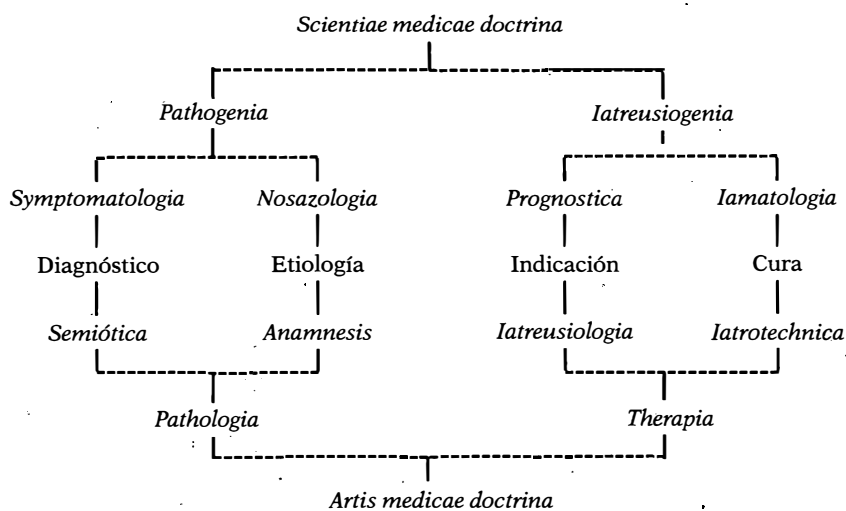 Scientiae medicae doctrina
Pathogenia Iatreusiogenia
Symptomatologia Nosazologia Prognostica Iamatologia
Diagnóstico Etiología Indicación Cura
Semiótica Anamnesis Iatreusiologia Iatrotechnica
Pathologia Therapia
Artis medicae doctrina